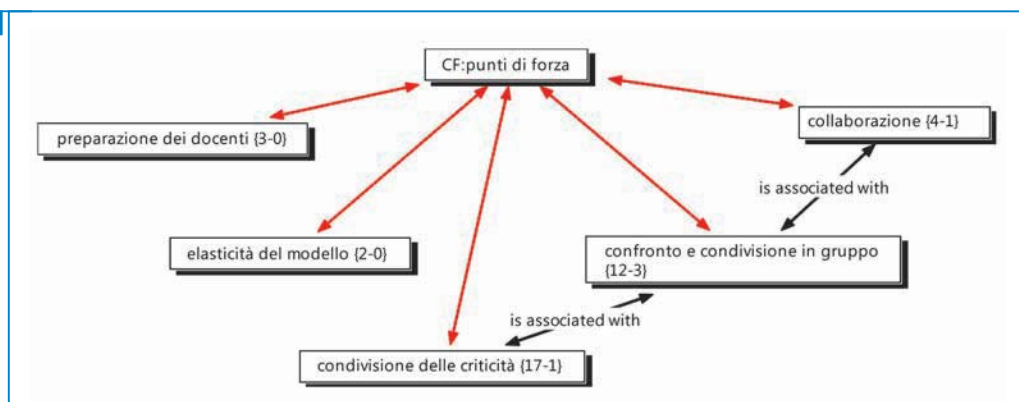 CF:punti di forza
preparazione dei docenti {3-0}
collaborazione {4-1}
is associated with
elasticità del modello {2-0}
confronto e condivisione in gruppo
{12-3}
is associated with
condivisione delle criticità {17-1}